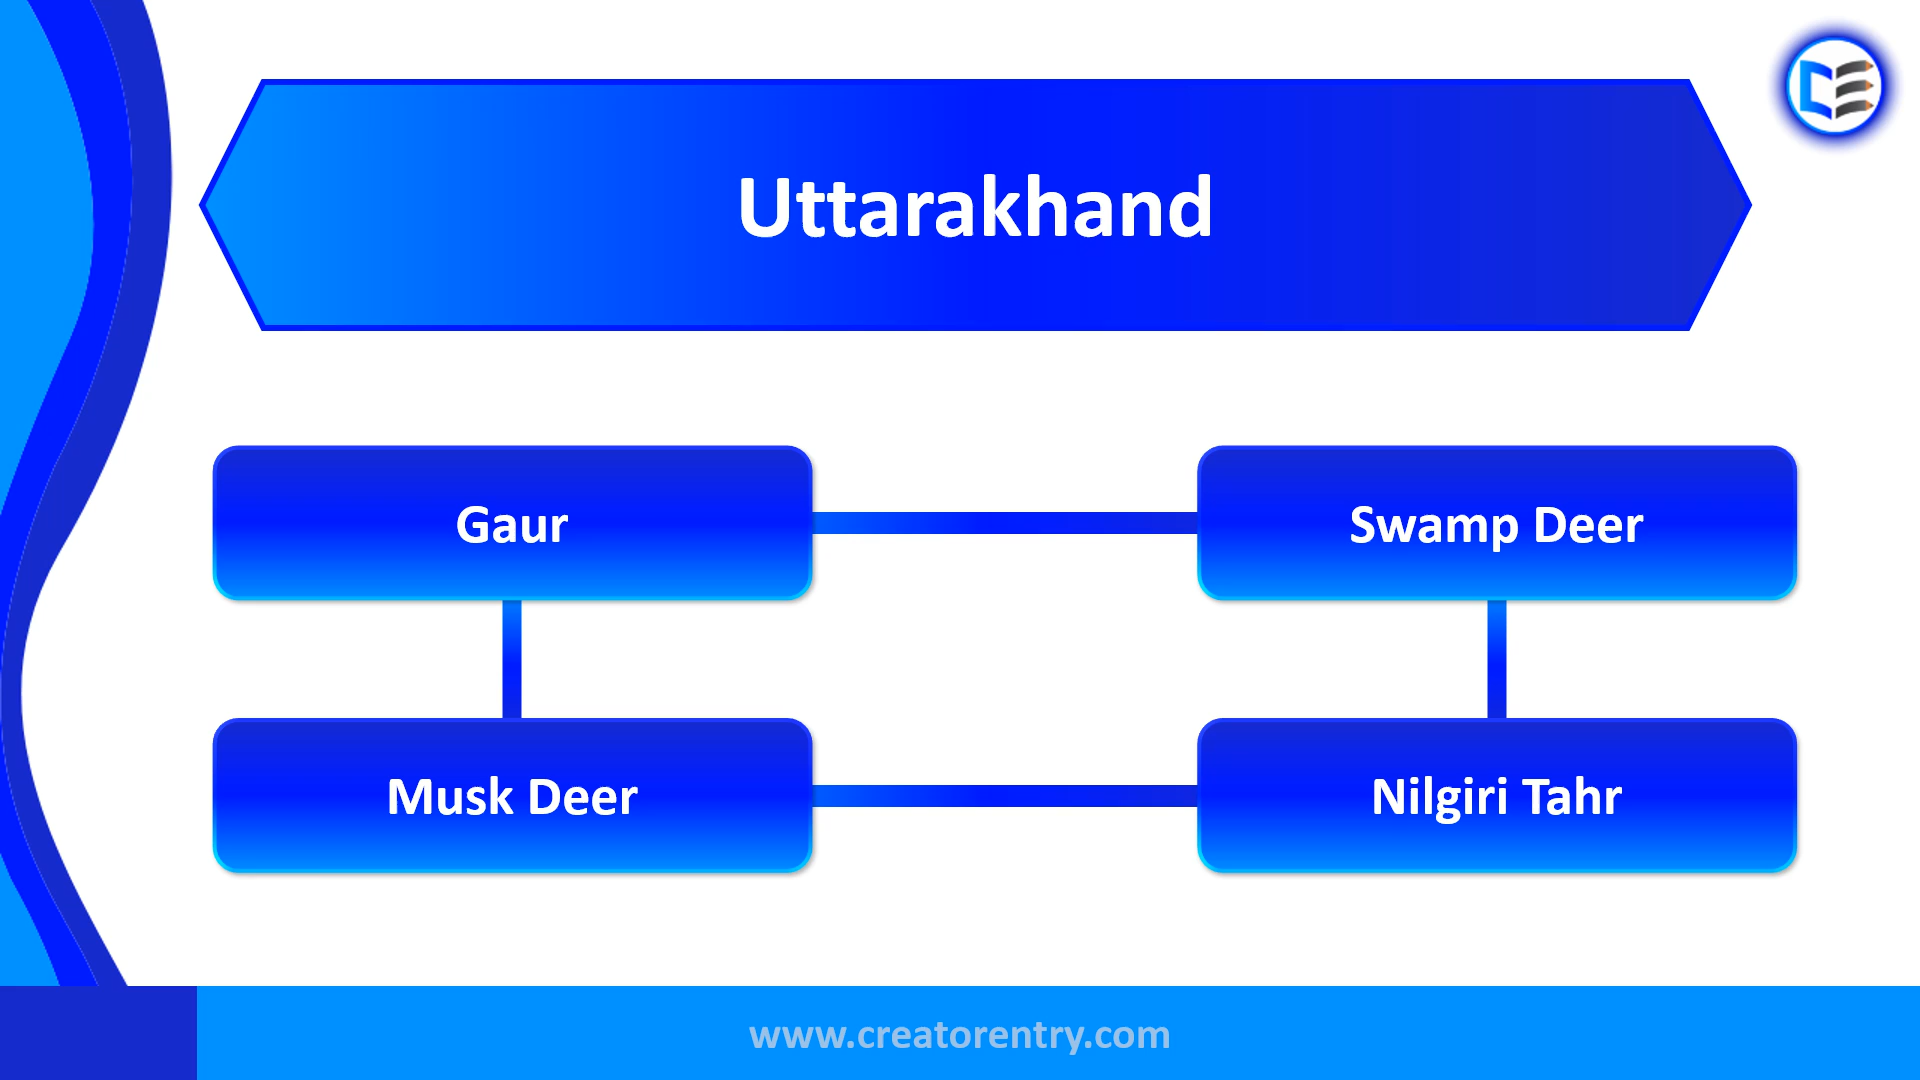 Uttarakhand
Gaur
Swamp Deer
Musk Deer
Nilgiri Tahr
www.creatorentry.com